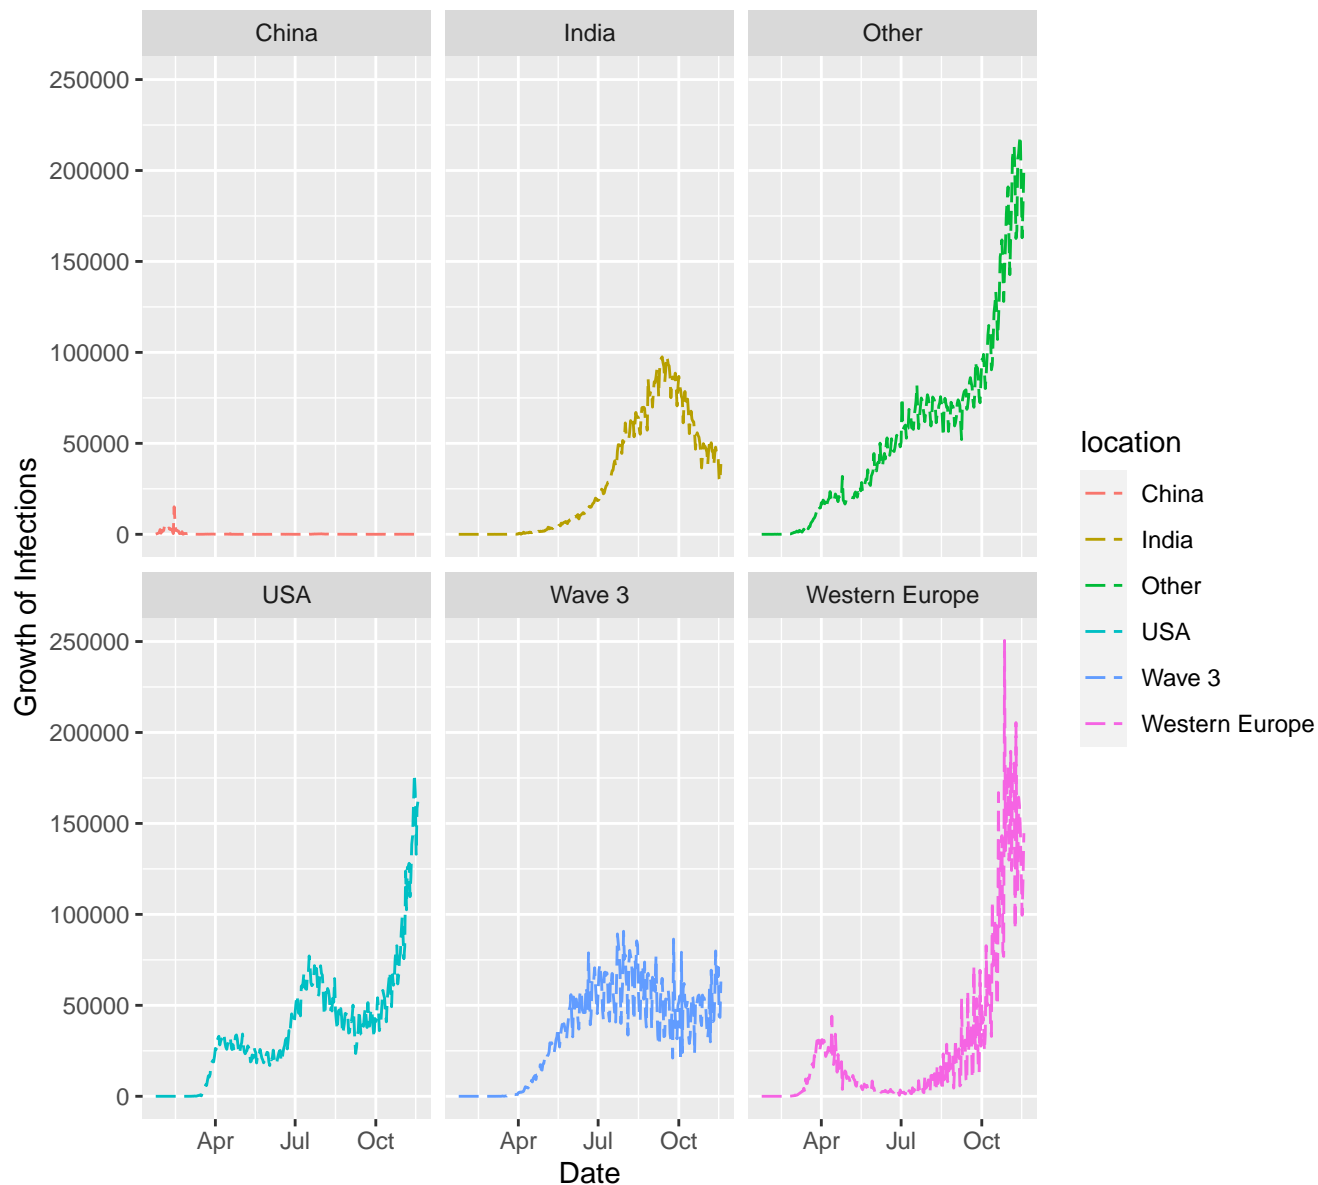 China
India
Other
250000
200000
150000
100000
50000
0
USA
Wave 3
Western Europe
250000
200000
150000
100000
50000
0
Apr
Jul
Oct
Apr
Jul
Oct
Apr
Jul
Oct
Date
Growth of Infections
location
China
India
Other
USA
Wave 3
Western Europe